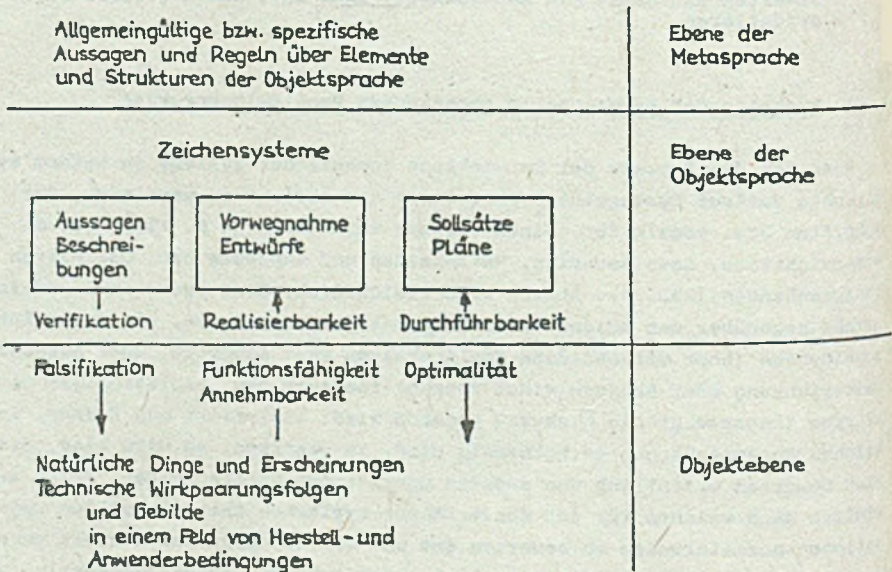 Allgemeingültige bzw. spezifische
Aussagen und Regeln über Elemente
und Strukturen der Objektsprache
Ebene der
Metasprache
Zeichensysteme
Ebene der
Objektsprache
Aussagen
Beschrei-
bungen
Vorwegnahme
Entwürfe
Sollsätze
Pläne
Verifikation
Realisierbarkeit
Durchführbarkeit
Falsifikation
Funktionsfähigkeit
Annehmbarkeit
Optimalität
Natürliche Dinge und Erscheinungen
Technische Wirkpaarungsfolgen
und Gebilde
in einem Feld von Herstell- und
Anwenderbedingungen
Objektebene